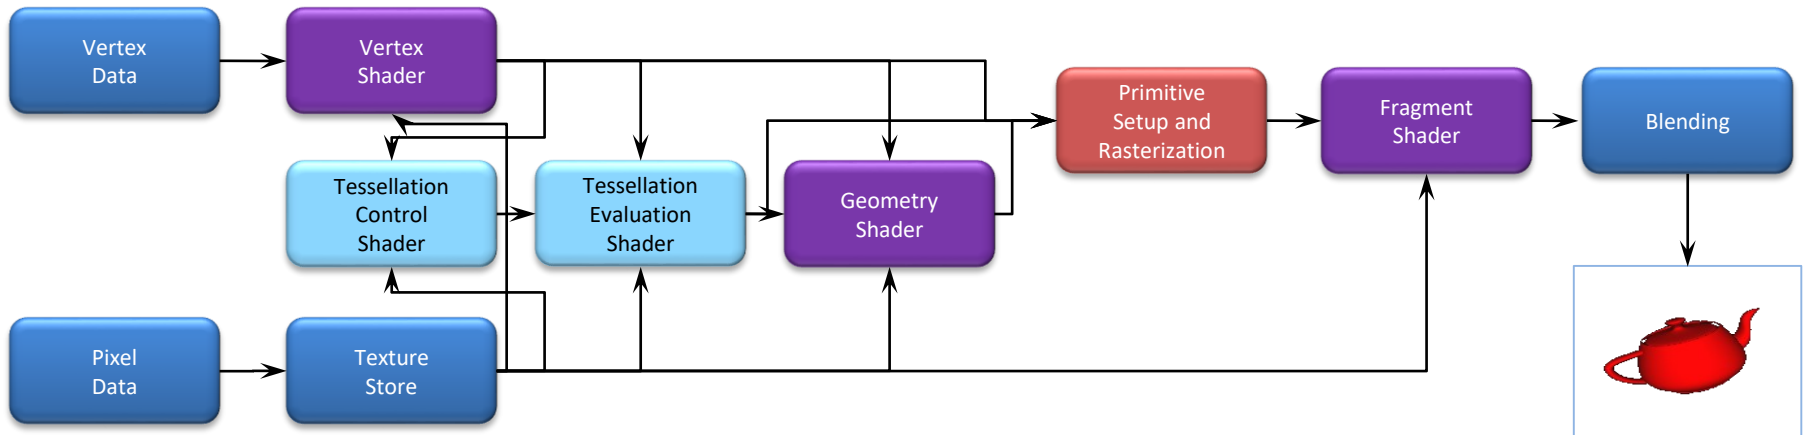 Vertex
Data
Vertex
Shader
Primitive
Setup and
Rasterization
Fragment
Shader
Blending
Tessellation
Control
Shader
Tessellation
Evaluation
Shader
Geometry
Shader
Pixel
Data
Texture
Store